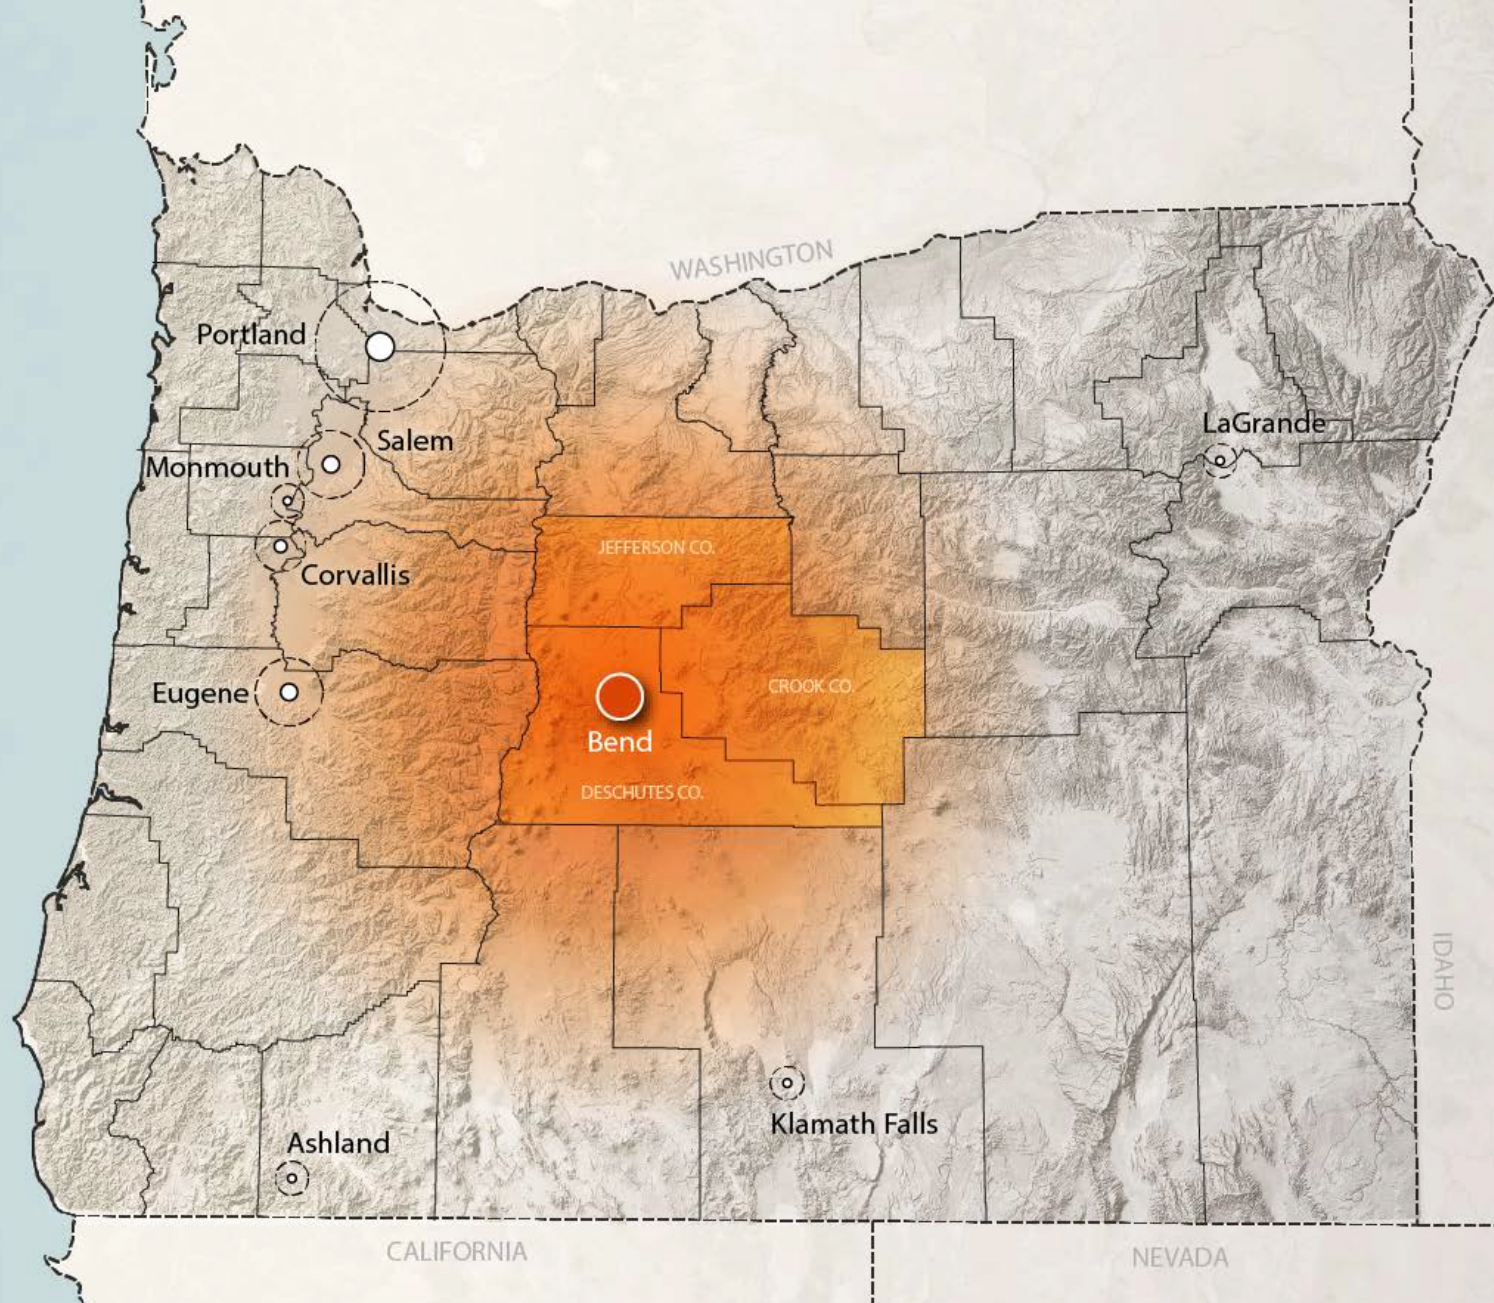 WASHINGTON
Portland
LaGrande
Salem
Monmouth
JEFFERSON CO.
Corvallis
CROOK CO.
Eugene
Bend
DESCHUTES CO.
IDAHO
Klamath Falls
Ashland
CALIFORNIA
NEVADA